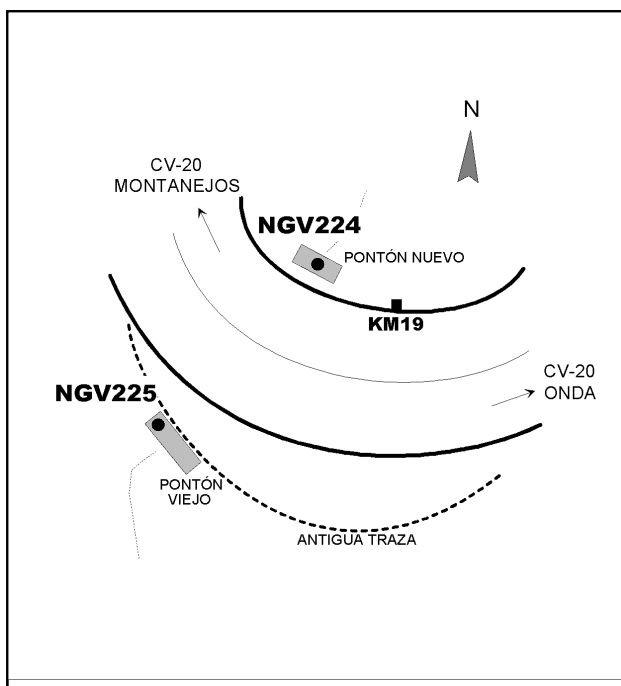 N
CV-20
MONTANEJOS
NGV224
PONTÓN NUEVO
KM19
CV-20
ONDA
NGV225
PONTÓN
VIEJO
ANTIGUA TRAZA